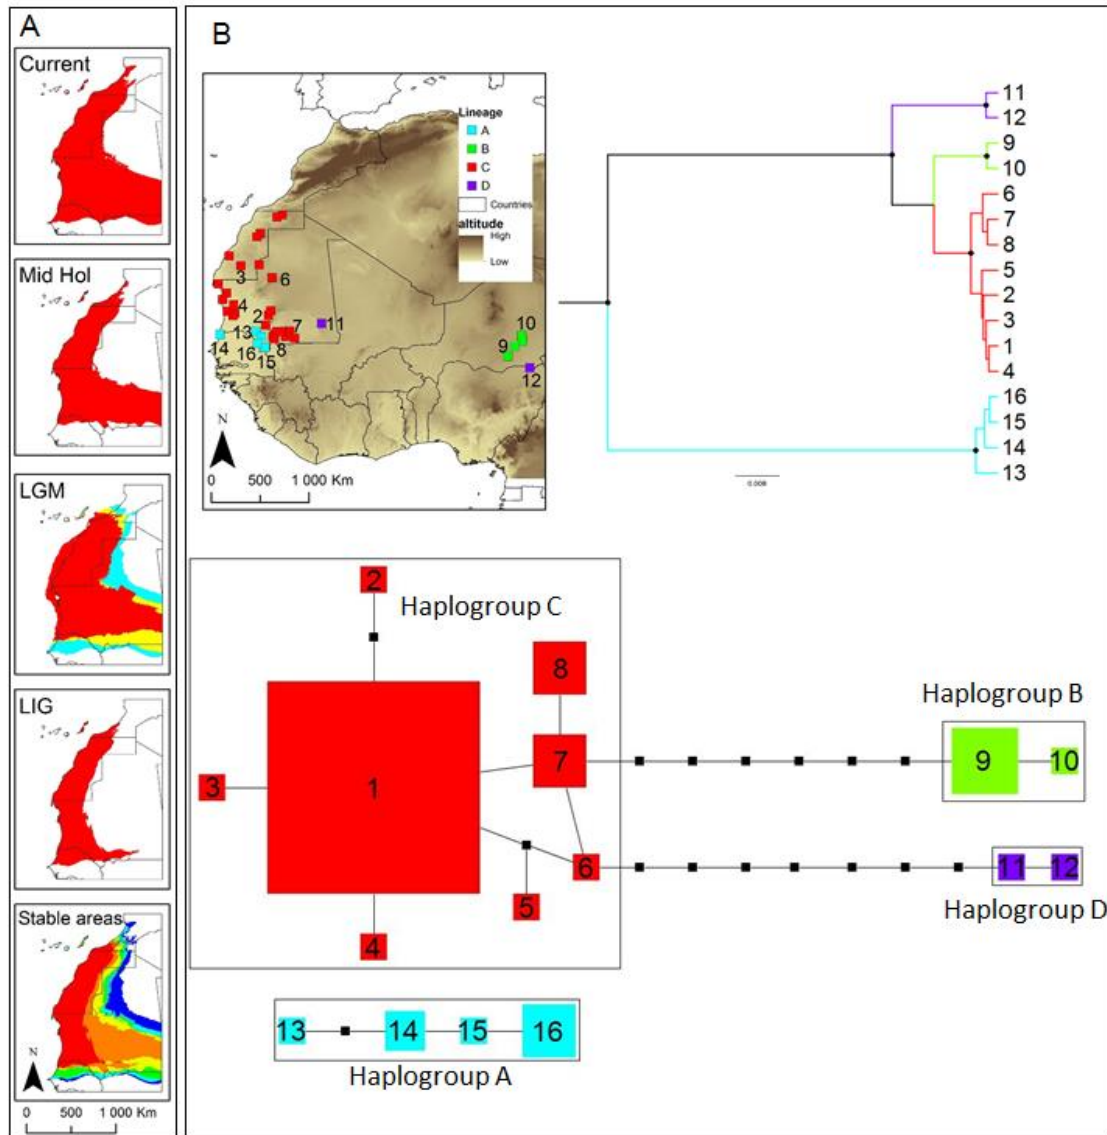 A
Current
Mid Hol
LGM
LIG
Stable areas
N
0 500 1 000 Km
B
Lineage
A
B
C
D
Countries
altitude
High
Low
3
6
4
2
7
11
13
14
16
8
15
10
9
12
N
0 500 1 000 Km
11
12
9
10
6
7
8
5
2
3
1
4
16
15
14
13
0.008
2
Haplogroup C
8
7
3
1
6
5
4
Haplogroup B
9 10
11 12
Haplogroup D
13 14 15 16
Haplogroup A